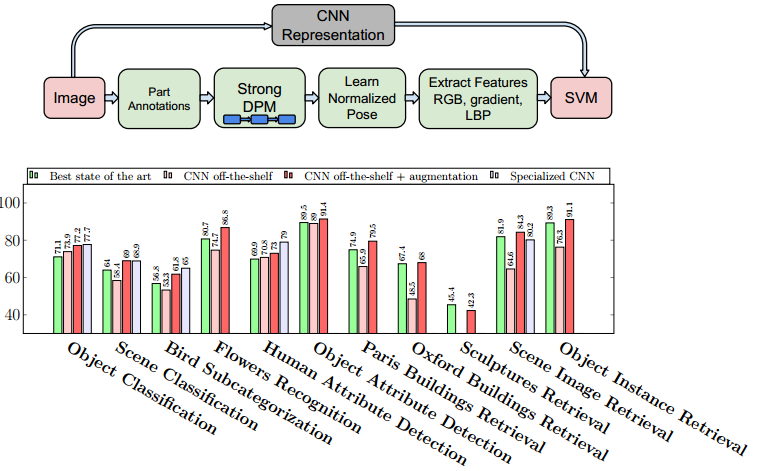 CNN
Representation
Image
Part
Annotations
Strong
DPM
Learn
Normalized
Pose
Extract Features
RGB, gradient,
LBP
SVM
Best state of the art
CNN off-the-shelf
CNN off-the-shelf + augmentation
Specialized CNN
100
80
60
40
71.1
73.9
77.2
77.7
64
58.4
69
68.9
56.8
53.3
61.8
65
80.7
74.7
86.8
69.9
70.8
73
79
89.5
89
91.4
74.9
65.9
79.5
67.4
48.5
68
45.4
42.3
81.9
64.6
84.3
80.2
89.3
76.3
91.1
Object Classification
Scene Classification
Bird Subcategorization
Flowers Recognition
Human Attribute Detection
Object Attribute Detection
Paris Buildings Retrieval
Oxford Buildings Retrieval
Sculptures Retrieval
Scene Image Retrieval
Object Instance Retrieval